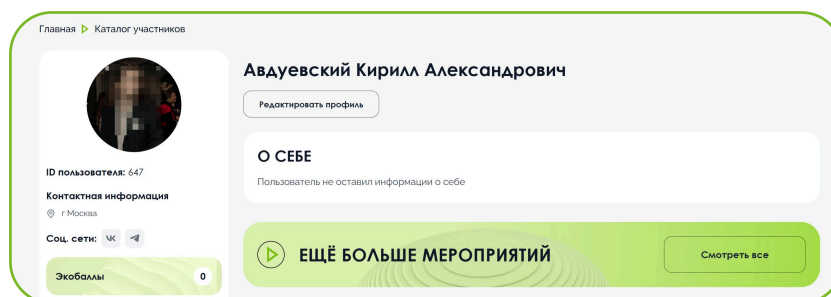 Главная Каталог участников
Авдуевский Кирилл Александрович
Редактировать профиль
О СЕБЕ
Пользователь не оставил информации о себе
ID пользователя: 647
Контактная информация
г Москва
Соц. сети:
Экобаллы 0
ЕЩЁ БОЛЬШЕ МЕРОПРИЯТИЙ
Смотреть все